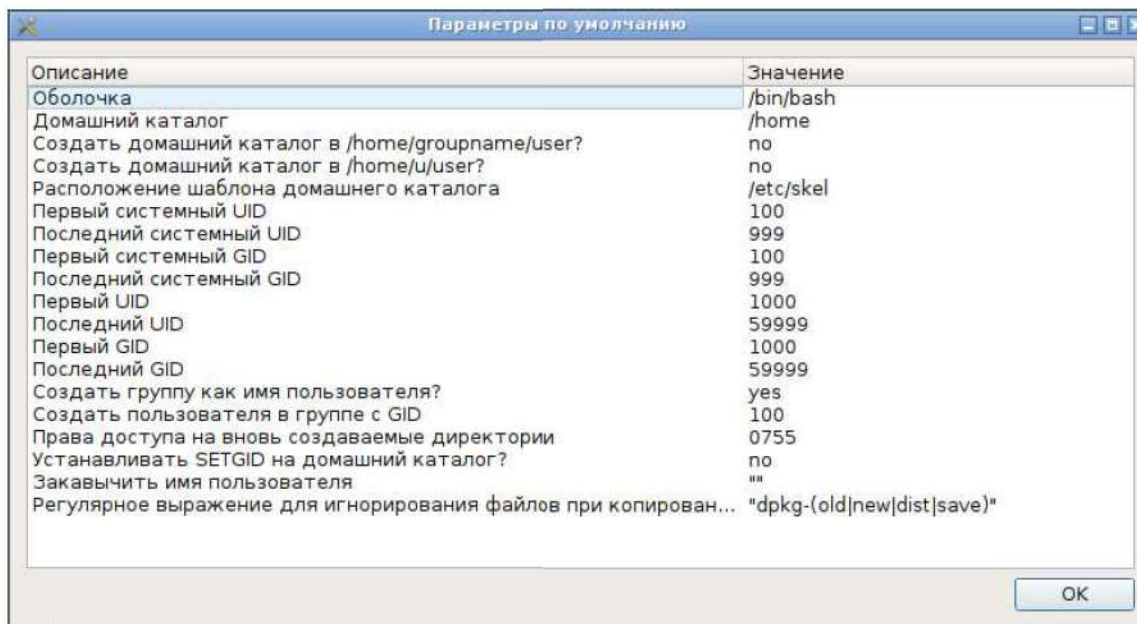 Параметры по умолчанию
Описание Значение
Оболочка /bin/bash
Домашний каталог /home
Создать домашний каталог в /home/groupname/user? no
Создать домашний каталог в /home/u/user? no
Расположение шаблона домашнего каталога /etc/skel
Первый системный UID 100
Последний системный UID 999
Первый системный GID 100
Последний системный GID 999
Первый UID 1000
Последний UID 59999
Первый GID 1000
Последний GID 59999
Создать группу как имя пользователя? yes
Создать пользователя в группе с GID 100
Права доступа на вновь создаваемые директории 0755
Устанавливать SETGID на домашний каталог? no
Закавычить имя пользователя ""
Регулярное выражение для игнорирования файлов при копирован... "dpkg-(old|new|dist|save)"
OK